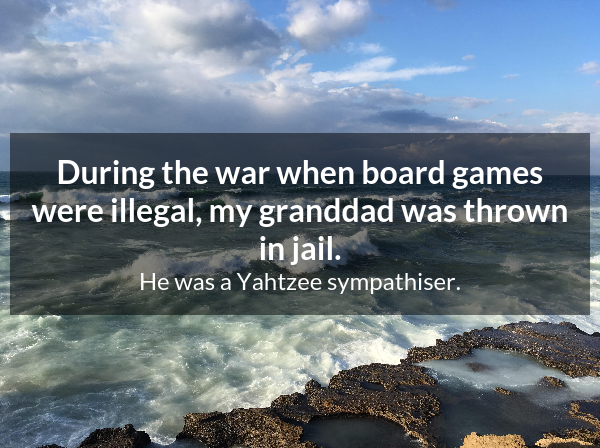 During the war when board games
were illegal, my granddad was thrown
in jail.
He was a Yahtzee sympathiser.